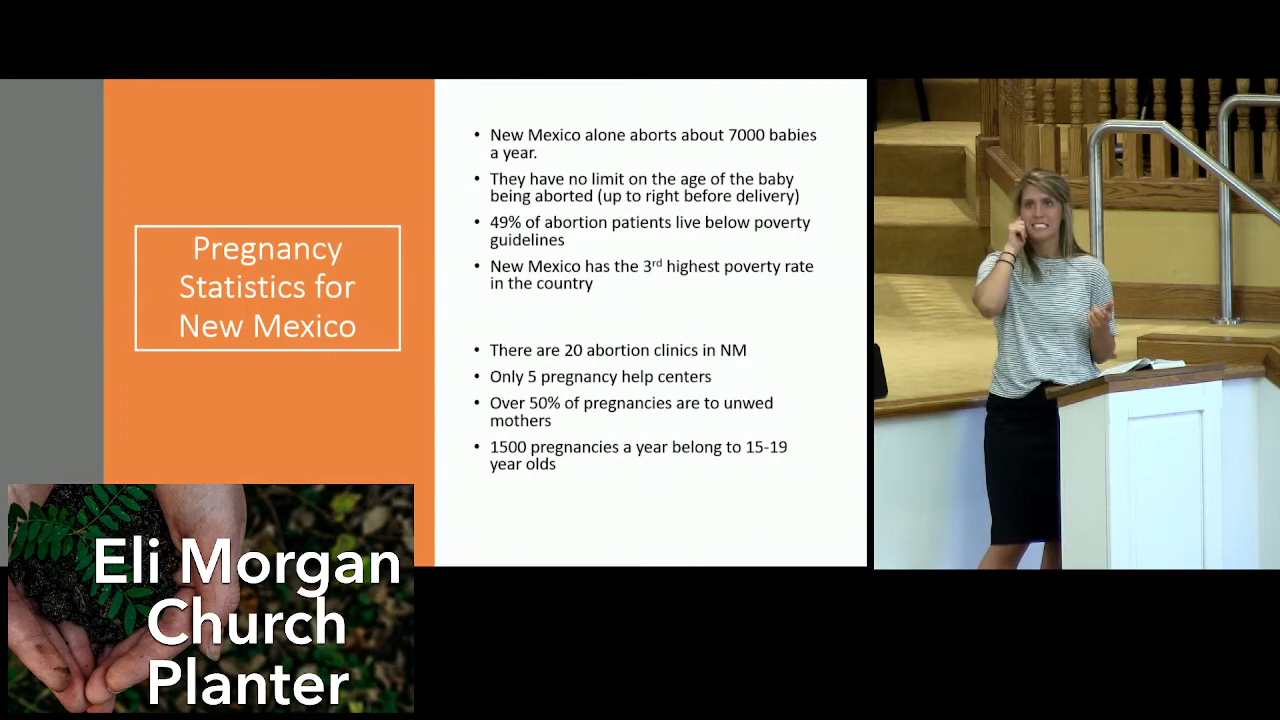 Pregnancy
Statistics for
New Mexico
• New Mexico alone aborts about 7000 babies
a year.
• They have no limit on the age of the baby
being aborted (up to right before delivery)
• 49% of abortion patients live below poverty
guidelines
• New Mexico has the 3rd highest poverty rate
in the country
• There are 20 abortion clinics in NM
• Only 5 pregnancy help centers
• Over 50% of pregnancies are to unwed
mothers
• 1500 pregnancies a year belong to 15-19
year olds
Eli Morgan
Church
Planter